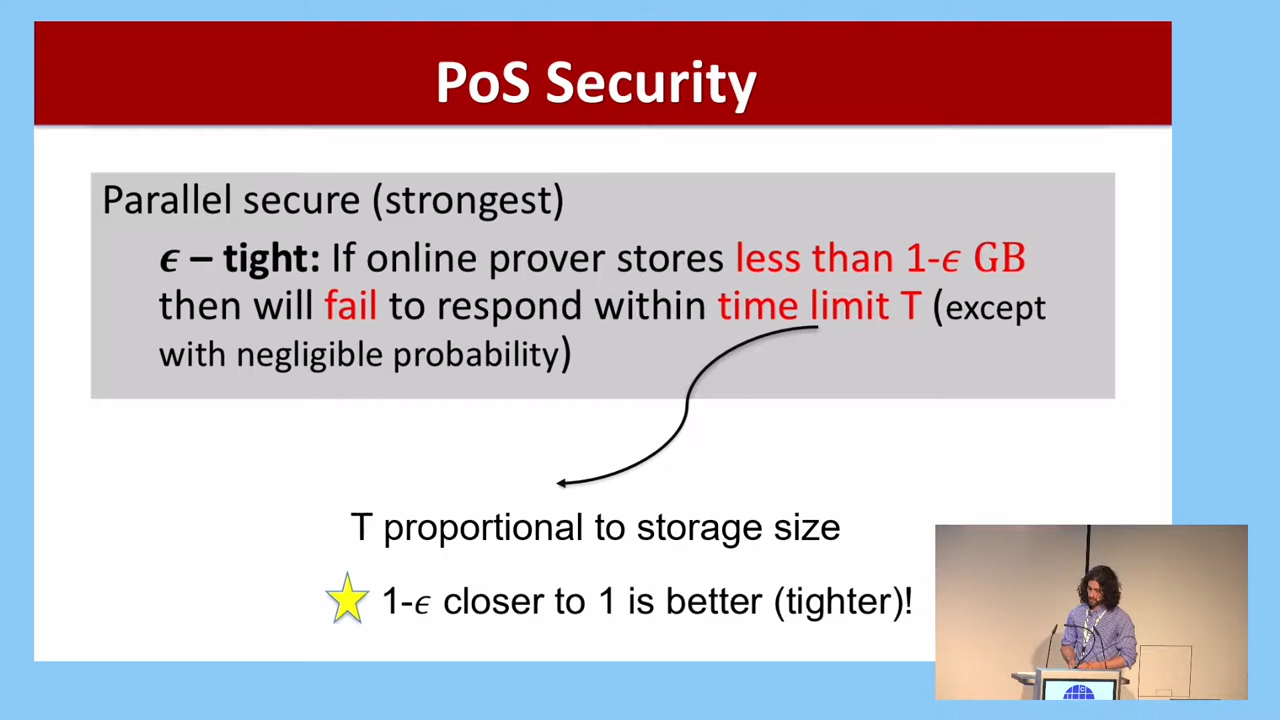 PoS Security
Parallel secure (strongest)
ϵ – tight: If online prover stores less than 1-ϵ GB
then will fail to respond within time limit T (except
with negligible probability)
T proportional to storage size
1-ϵ closer to 1 is better (tighter)!